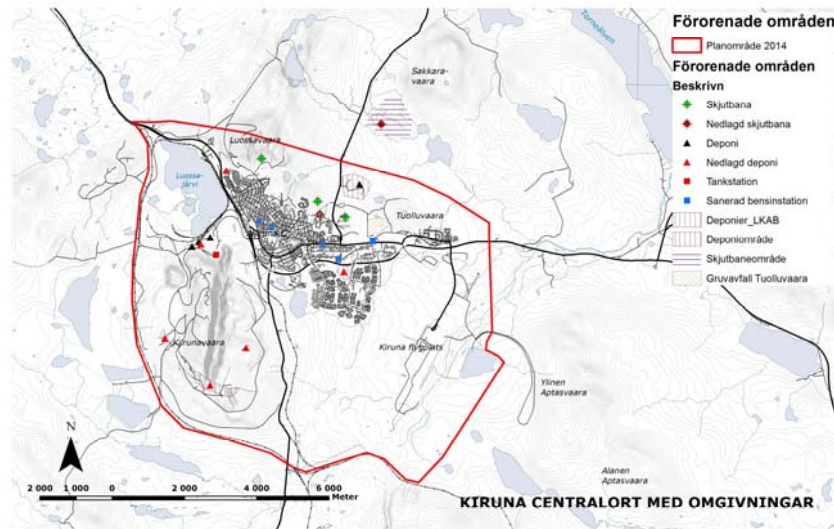 Förorenade områden
Planområde 2014
Förorenade områden
Beskrivn
Skjutbana
Nedlagd skjutbana
Deponi
Nedlagd deponi
Tankstation
Sanerad bensinstation
Deponier_LKAB
Deponiområde
Skjutbaneområde
Gruvavfall Tuolluvaara
Torneälven
Sakkara-
vaara
Luossavaara
Luossa-
järvi
Tuolluvaara
Kiirunavaara
Kiruna flygplats
Ylinen
Aptasvaara
Alanen
Aptasvaara
N
2 000 1 000 0 2 000 4 000 6 000
Meter
KIRUNA CENTRALORT MED OMGIVNINGAR